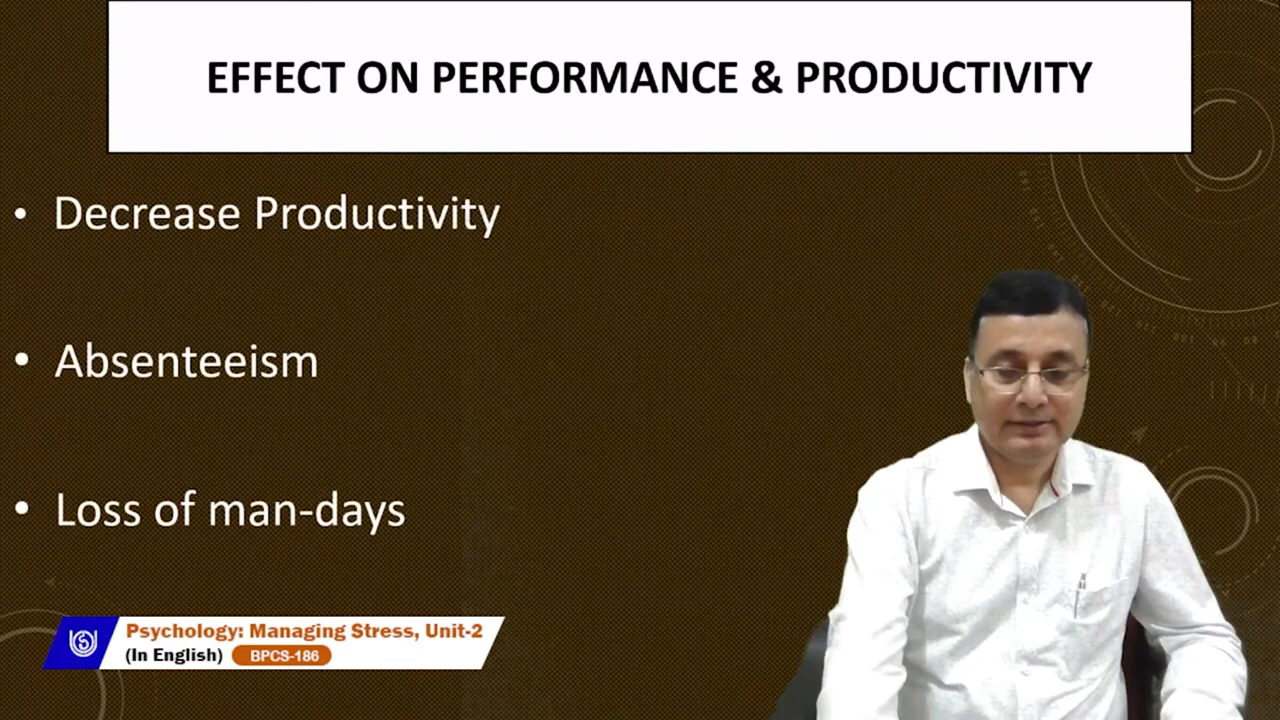 EFFECT ON PERFORMANCE & PRODUCTIVITY
• Decrease Productivity
• Absenteeism
• Loss of man-days
Psychology: Managing Stress, Unit-2
(In English) BPCS-186